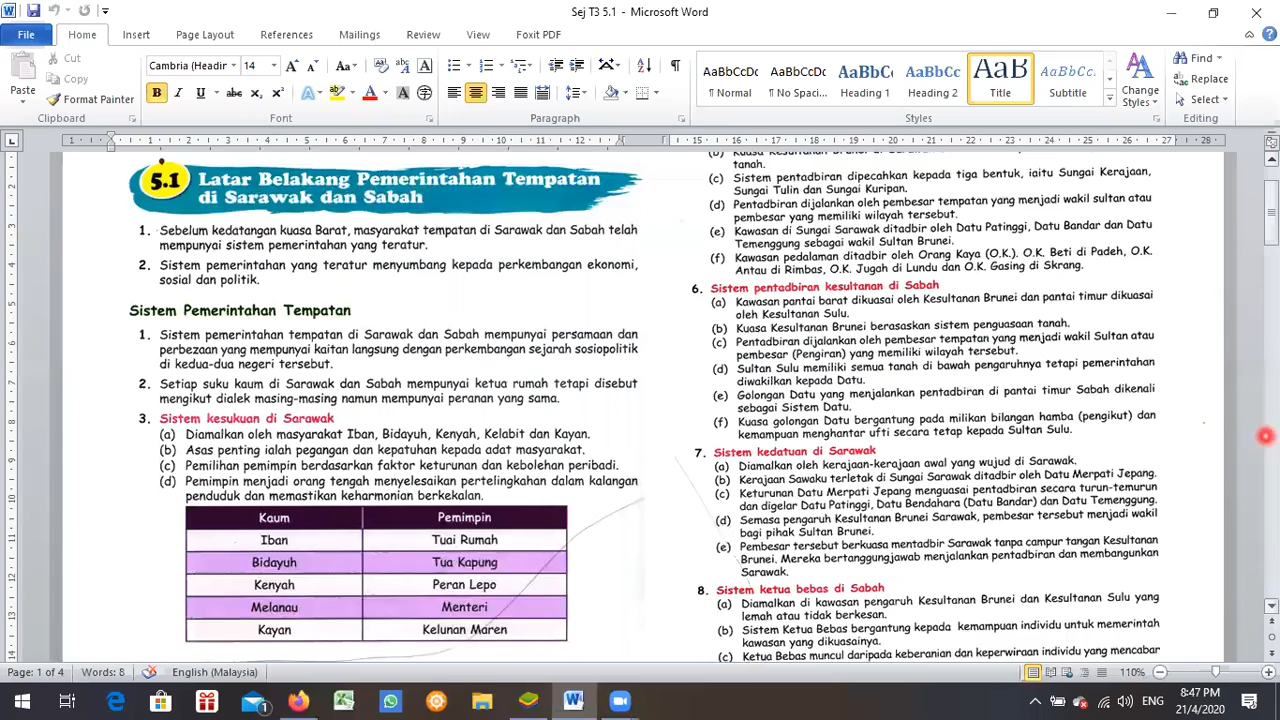 Sej T3 5.1 - Microsoft Word
File Home Insert Page Layout References Mailings Review View Foxit PDF
Paste
Cut
Copy
Format Painter
Cambria (Headir 14
AaBbCcDc AaBbCcDc AaBbCc AaBbCc AaB AaBbCcL
¶ Normal ¶ No Spaci... Heading 1 Heading 2 Title Subtitle
Change Styles
Find
Replace
Select
Clipboard Font Paragraph Styles Editing
5.1 Latar Belakang Pemerintahan Tempatan
di Sarawak dan Sabah
1. Sebelum kedatangan kuasa Barat, masyarakat tempatan di Sarawak dan Sabah telah
mempunyai sistem pemerintahan yang teratur.
2. Sistem pemerintahan yang teratur menyumbang kepada perkembangan ekonomi,
sosial dan politik.
Sistem Pemerintahan Tempatan
1. Sistem pemerintahan tempatan di Sarawak dan Sabah mempunyai persamaan dan
perbezaan yang mempunyai kaitan langsung dengan perkembangan sejarah sosiopolitik
di kedua-dua negeri tersebut.
2. Setiap suku kaum di Sarawak dan Sabah mempunyai ketua rumah tetapi disebut
mengikut dialek masing-masing namun mempunyai peranan yang sama.
3. Sistem kesukuan di Sarawak
(a) Diamalkan oleh masyarakat Iban, Bidayuh, Kenyah, Kelabit dan Kayan.
(b) Asas penting ialah pegangan dan kepatuhan kepada adat masyarakat.
(c) Pemilihan pemimpin berdasarkan faktor keturunan dan kebolehan peribadi.
(d) Pemimpin menjadi orang tengah menyelesaikan pertelingkahan dalam kalangan
penduduk dan memastikan keharmonian berkekalan.
Kaum Pemimpin
Iban Tuai Rumah
Bidayuh Tua Kapung
Kenyah Peran Lepo
Melanau Menteri
Kayan Kelunan Maren
tanah.
(c) Sistem pentadbiran dipecahkan kepada tiga bentuk, iaitu Sungai Kerajaan,
Sungai Tulin dan Sungai Kuripan.
(d) Pentadbiran dijalankan oleh pembesar tempatan yang menjadi wakil sultan atau
pembesar yang memiliki wilayah tersebut.
(e) Kawasan di Sungai Sarawak ditadbir oleh Datu Patinggi, Datu Bandar dan Datu
Temenggung sebagai wakil Sultan Brunei.
(f) Kawasan pedalaman ditadbir oleh Orang Kaya (O.K.). O.K. Beti di Padeh, O.K.
Antau di Rimbas, O.K. Jugah di Lundu dan O.K. Gasing di Skrang.
6. Sistem pentadbiran kesultanan di Sabah
(a) Kawasan pantai barat dikuasai oleh Kesultanan Brunei dan pantai timur dikuasai
oleh Kesultanan Sulu.
(b) Kuasa Kesultanan Brunei berasaskan sistem penguasaan tanah.
(c) Pentadbiran dijalankan oleh pembesar tempatan yang menjadi wakil Sultan atau
pembesar (Pengiran) yang memiliki wilayah tersebut.
(d) Sultan Sulu memiliki semua tanah di bawah pengaruhnya tetapi pemerintahan
diwakilkan kepada Datu.
(e) Golongan Datu yang menjalankan pentadbiran di pantai timur Sabah dikenali
sebagai Sistem Datu.
(f) Kuasa golongan Datu bergantung pada milikan bilangan hamba (pengikut) dan
kemampuan menghantar ufti secara tetap kepada Sultan Sulu.
7. Sistem kedatuan di Sarawak
(a) Diamalkan oleh kerajaan-kerajaan awal yang wujud di Sarawak.
(b) Kerajaan Sawaku terletak di Sungai Sarawak ditadbir oleh Datu Merpati Jepang.
(c) Keturunan Datu Merpati Jepang menguasai pentadbiran secara turun-temurun
dan digelar Datu Patinggi, Datu Bendahara (Datu Bandar) dan Datu Temenggung.
(d) Semasa pengaruh Kesultanan Brunei Sarawak, pembesar tersebut menjadi wakil
bagi pihak Sultan Brunei.
(e) Pembesar tersebut berkuasa mentadbir Sarawak tanpa campur tangan Kesultanan
Brunei. Mereka bertanggungjawab menjalankan pentadbiran dan membangunkan
Sarawak.
8. Sistem ketua bebas di Sabah
(a) Diamalkan di kawasan pengaruh Kesultanan Brunei dan Kesultanan Sulu yang
lemah atau tidak berkesan.
(b) Sistem Ketua Bebas bergantung kepada kemampuan individu untuk memerintah
kawasan yang dikuasainya.
(c) Ketua Bebas muncul daripada keberanian dan keperwiraan individu yang mencabar
Page: 1 of 4 Words: 8 English (Malaysia) 110%
ENG 8:47 PM
21/4/2020